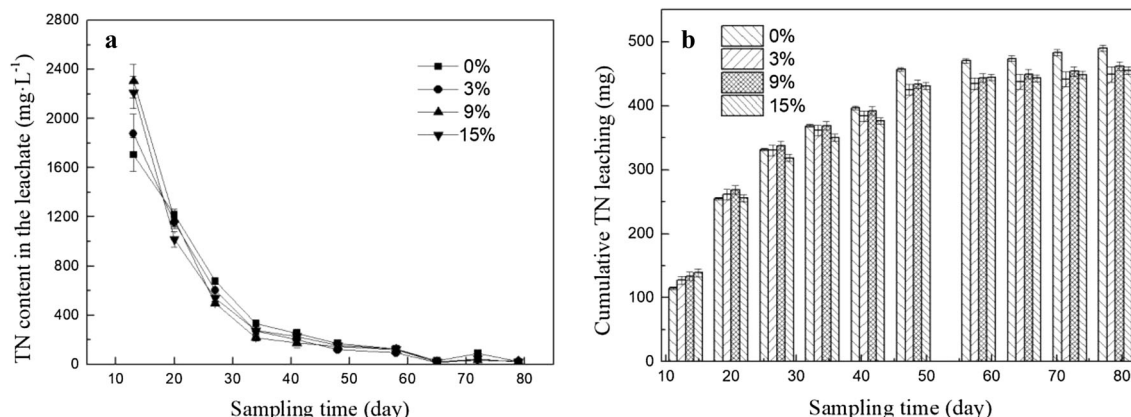 a
2800
2400
2000
1600
1200
800
400
0
TN content in the leachate (mg·L⁻¹)
0%
3%
9%
15%
10 20 30 40 50 60 70 80 90
Sampling time (day)
b
500
400
300
200
100
0
Cumulative TN leaching (mg)
0%
3%
9%
15%
10 20 30 40 50 60 70 80
Sampling time (day)